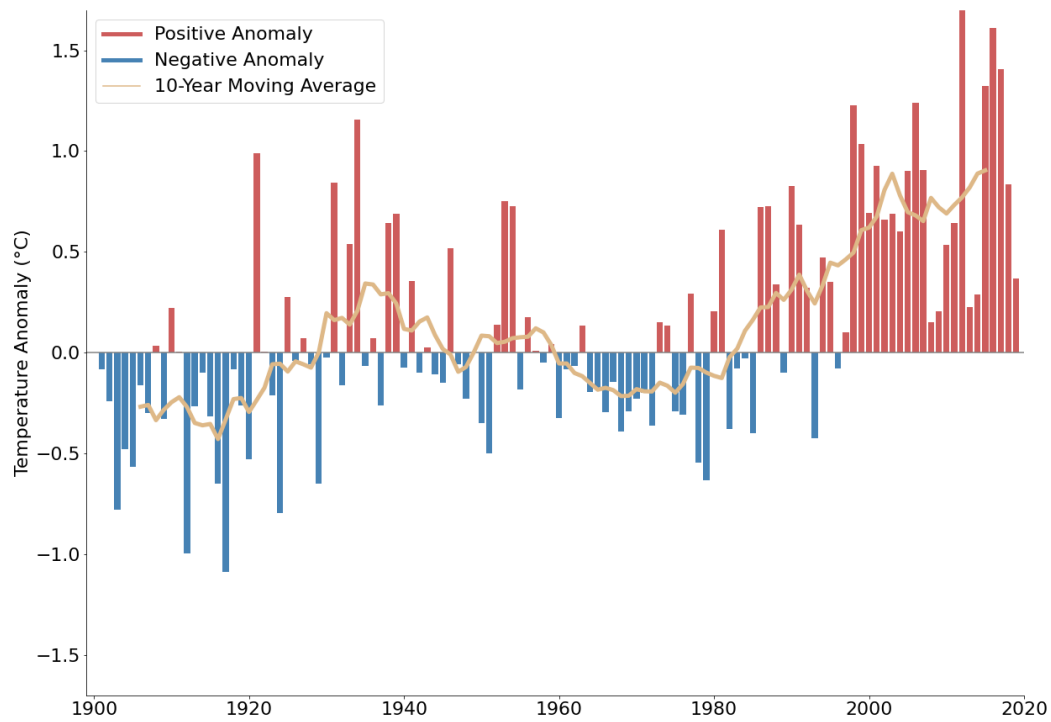 Positive Anomaly
Negative Anomaly
10-Year Moving Average
Temperature Anomaly (°C)
1.5
1.0
0.5
0.0
−0.5
−1.0
−1.5
1900 1920 1940 1960 1980 2000 2020